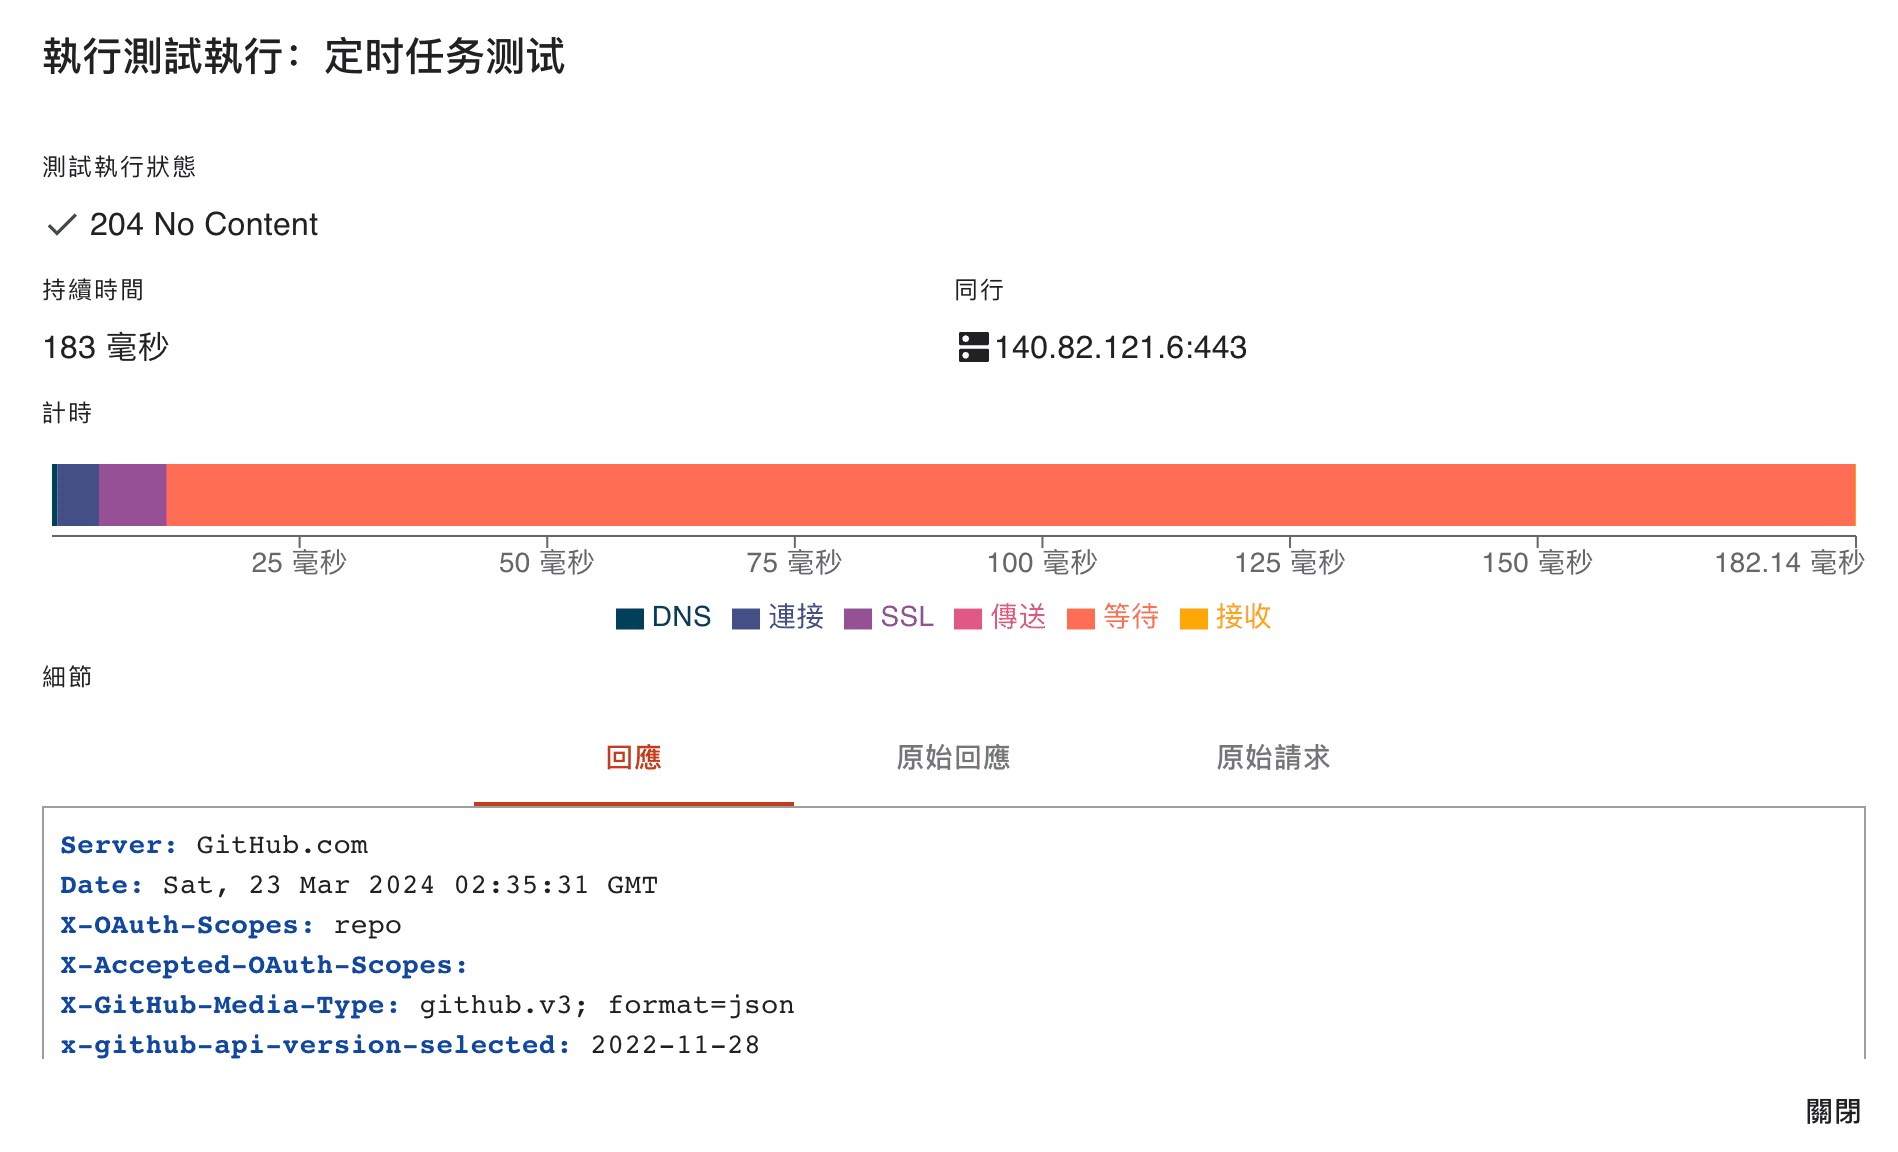 執行測試執行：定时任务测试
測試執行狀態
204 No Content
持續時間
同行
183 毫秒
140.82.121.6:443
計時
25 毫秒 50 毫秒 75 毫秒 100 毫秒 125 毫秒 150 毫秒 182.14 毫秒
DNS 連接 SSL 傳送 等待 接收
細節
回應 原始回應 原始請求
Server: GitHub.com
Date: Sat, 23 Mar 2024 02:35:31 GMT
X-OAuth-Scopes: repo
X-Accepted-OAuth-Scopes:
X-GitHub-Media-Type: github.v3; format=json
x-github-api-version-selected: 2022-11-28
關閉